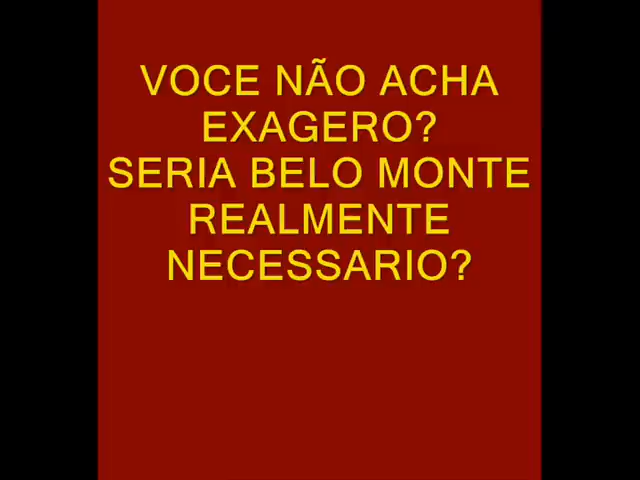 VOCE NÃO ACHA
EXAGERO?
SERIA BELO MONTE
REALMENTE
NECESSARIO?